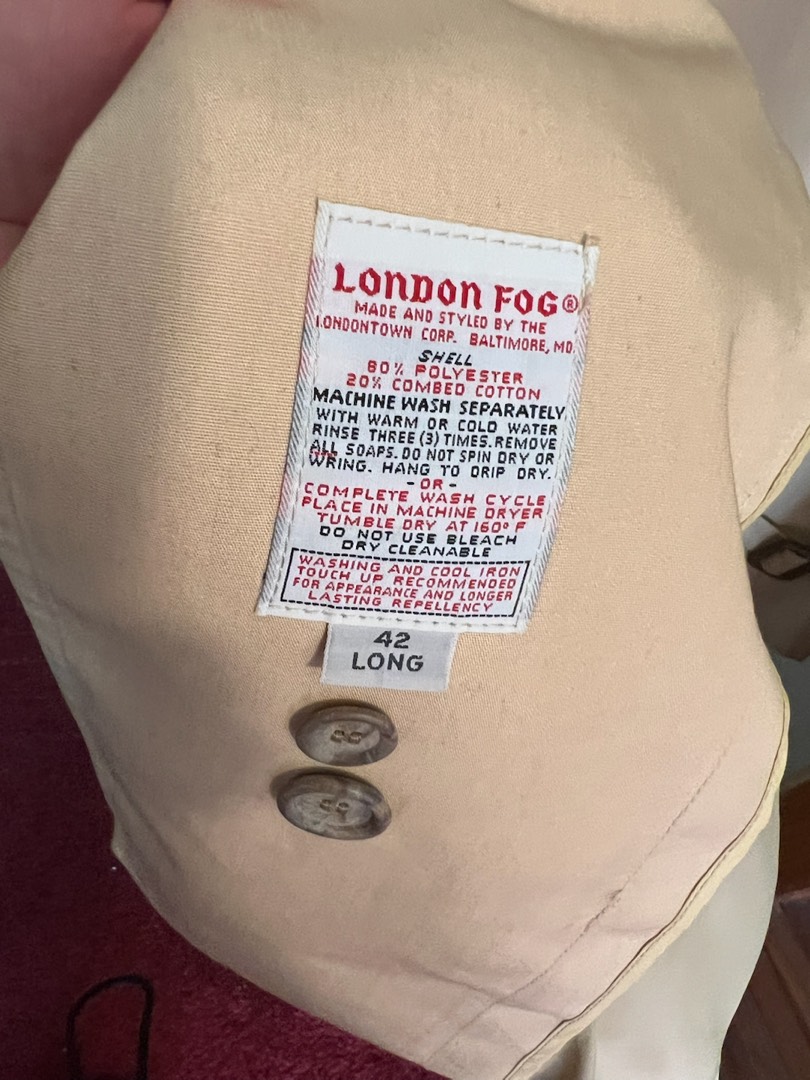 LONDON FOG®
MADE AND STYLED BY THE
LONDONTOWN CORP. BALTIMORE, MD.
SHELL
80% POLYESTER
20% COMBED COTTON
MACHINE WASH SEPARATELY
WITH WARM OR COLD WATER
RINSE THREE (3) TIMES. REMOVE
ALL SOAPS. DO NOT SPIN DRY OR
WRING. HANG TO DRIP DRY.
-OR-
COMPLETE WASH CYCLE
PLACE IN MACHINE DRYER
TUMBLE DRY AT 160° F
DO NOT USE BLEACH
DRY CLEANABLE
WASHING AND COOL IRON
TOUCH UP RECOMMENDED
FOR APPEARANCE AND LONGER
LASTING REPELLENCY
42
LONG